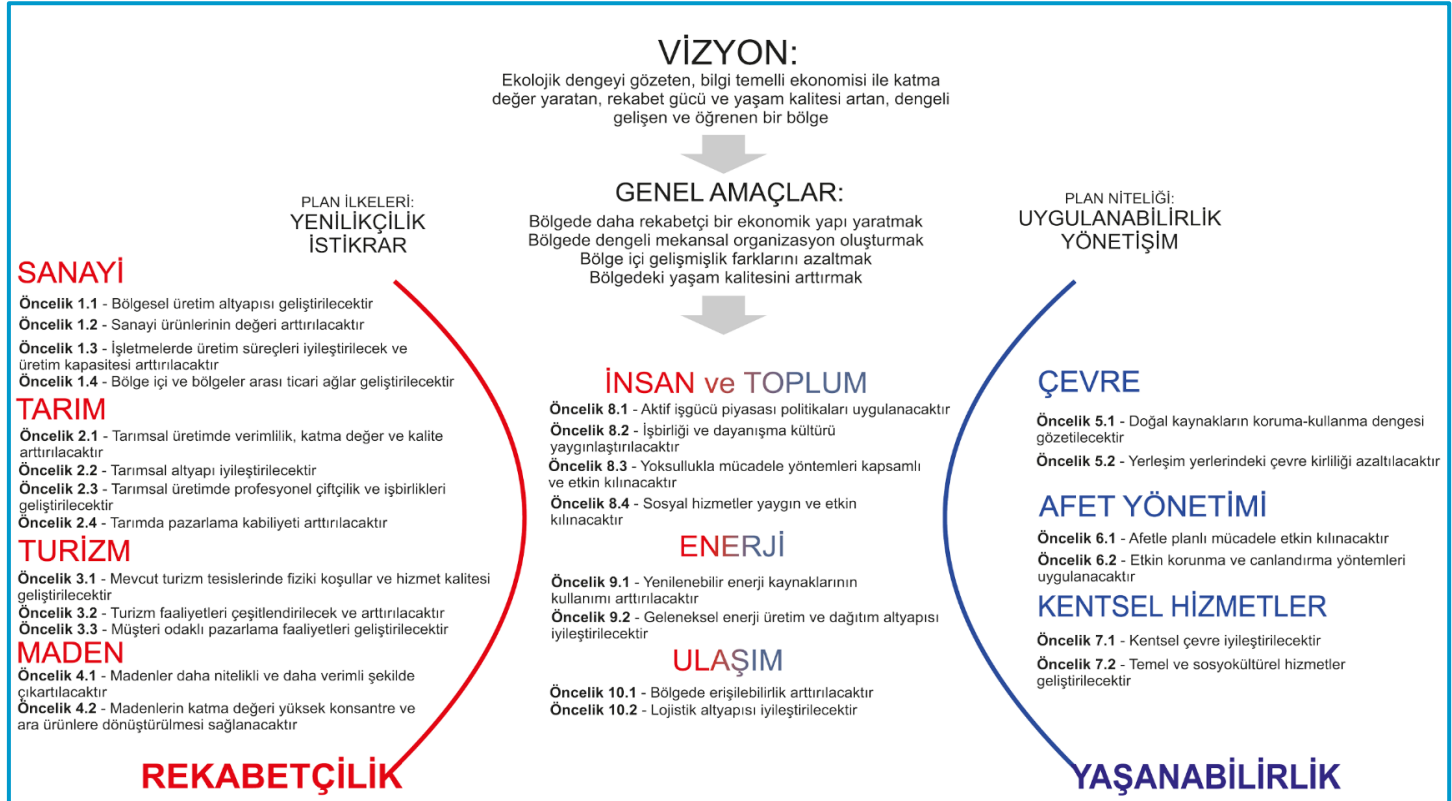 VİZYON:
Ekolojik dengeyi gözeten, bilgi temelli ekonomisi ile katma
değer yaratan, rekabet gücü ve yaşam kalitesi artan, dengeli
gelişen ve öğrenen bir bölge
GENEL AMAÇLAR:
Bölgede daha rekabetçi bir ekonomik yapı yaratmak
Bölgede dengeli mekansal organizasyon oluşturmak
Bölge içi gelişmişlik farklarını azaltmak
Bölgedeki yaşam kalitesini arttırmak
PLAN İLKELERİ:
YENİLİKÇİLİK
İSTİKRAR
PLAN NİTELİĞİ:
UYGULANABİLİRLİK
YÖNETİŞİM
SANAYİ
Öncelik 1.1 - Bölgesel üretim altyapısı geliştirilecektir
Öncelik 1.2 - Sanayi ürünlerinin değeri arttırılacaktır
Öncelik 1.3 - İşletmelerde üretim süreçleri iyileştirilecek ve
üretim kapasitesi arttırılacaktır
Öncelik 1.4 - Bölge içi ve bölgeler arası ticari ağlar geliştirilecektir
TARIM
Öncelik 2.1 - Tarımsal üretimde verimlilik, katma değer ve kalite
arttırılacaktır
Öncelik 2.2 - Tarımsal altyapı iyileştirilecektir
Öncelik 2.3 - Tarımsal üretimde profesyonel çiftçilik ve işbirlikleri
geliştirilecektir
Öncelik 2.4 - Tarımda pazarlama kabiliyeti arttırılacaktır
TURİZM
Öncelik 3.1 - Mevcut turizm tesislerinde fiziki koşullar ve hizmet kalitesi
geliştirilecektir
Öncelik 3.2 - Turizm faaliyetleri çeşitlendirilecek ve arttırılacaktır
Öncelik 3.3 - Müşteri odaklı pazarlama faaliyetleri geliştirilecektir
MADEN
Öncelik 4.1 - Madenler daha nitelikli ve daha verimli şekilde
çıkartılacaktır
Öncelik 4.2 - Madenlerin katma değeri yüksek konsantre ve
ara ürünlere dönüştürülmesi sağlanacaktır
REKABETÇİLİK
İNSAN ve TOPLUM
Öncelik 8.1 - Aktif işgücü piyasası politikaları uygulanacaktır
Öncelik 8.2 - İşbirliği ve dayanışma kültürü
yaygınlaştırılacaktır
Öncelik 8.3 - Yoksullukla mücadele yöntemleri kapsamlı
ve etkin kılınacaktır
Öncelik 8.4 - Sosyal hizmetler yaygın ve etkin
kılınacaktır
ENERJİ
Öncelik 9.1 - Yenilenebilir enerji kaynaklarının
kullanımı arttırılacaktır
Öncelik 9.2 - Geleneksel enerji üretim ve dağıtım altyapısı
iyileştirilecektir
ULAŞIM
Öncelik 10.1 - Bölgede erişilebilirlik arttırılacaktır
Öncelik 10.2 - Lojistik altyapısı iyileştirilecektir
ÇEVRE
Öncelik 5.1 - Doğal kaynakların koruma-kullanma dengesi
gözetilecektir
Öncelik 5.2 - Yerleşim yerlerindeki çevre kirliliği azaltılacaktır
AFET YÖNETİMİ
Öncelik 6.1 - Afetle planlı mücadele etkin kılınacaktır
Öncelik 6.2 - Etkin korunma ve canlandırma yöntemleri
uygulanacaktır
KENTSEL HİZMETLER
Öncelik 7.1 - Kentsel çevre iyileştirilecektir
Öncelik 7.2 - Temel ve sosyokültürel hizmetler
geliştirilecektir
YAŞANABİLİRLİK